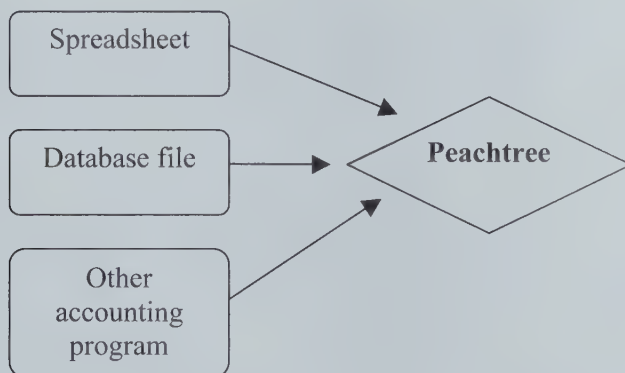 Spreadsheet
Database file
Other
accounting
program
Peachtree